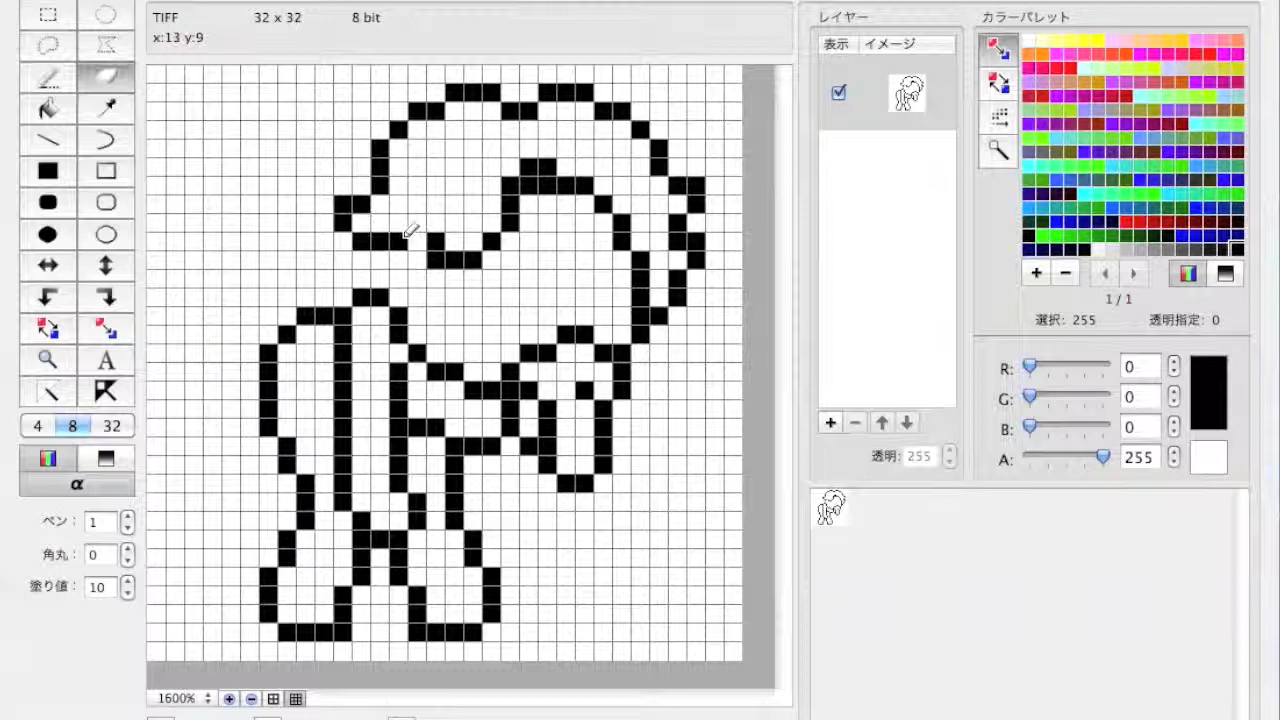 TIFF 32 x 32 8 bit
x:13 y:9
レイヤー
カラーパレット
表示 イメージ
A
4 8 32
α
ペン： 1
角丸： 0
塗り値： 10
1600%
1 / 1
選択: 255 透明指定: 0
R: 0
G: 0
B: 0
A: 255
透明: 255